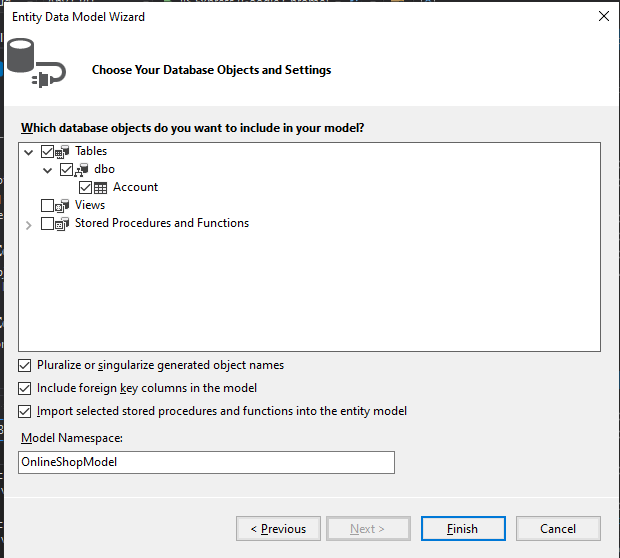 Entity Data Model Wizard
Choose Your Database Objects and Settings
Which database objects do you want to include in your model?
Tables
dbo
Account
Views
Stored Procedures and Functions
Pluralize or singularize generated object names
Include foreign key columns in the model
Import selected stored procedures and functions into the entity model
Model Namespace:
OnlineShopModel
< Previous
Next >
Finish
Cancel